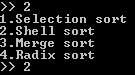 >> 2
1.Selection sort
2.Shell sort
3.Merge sort
4.Radix sort
>> 2